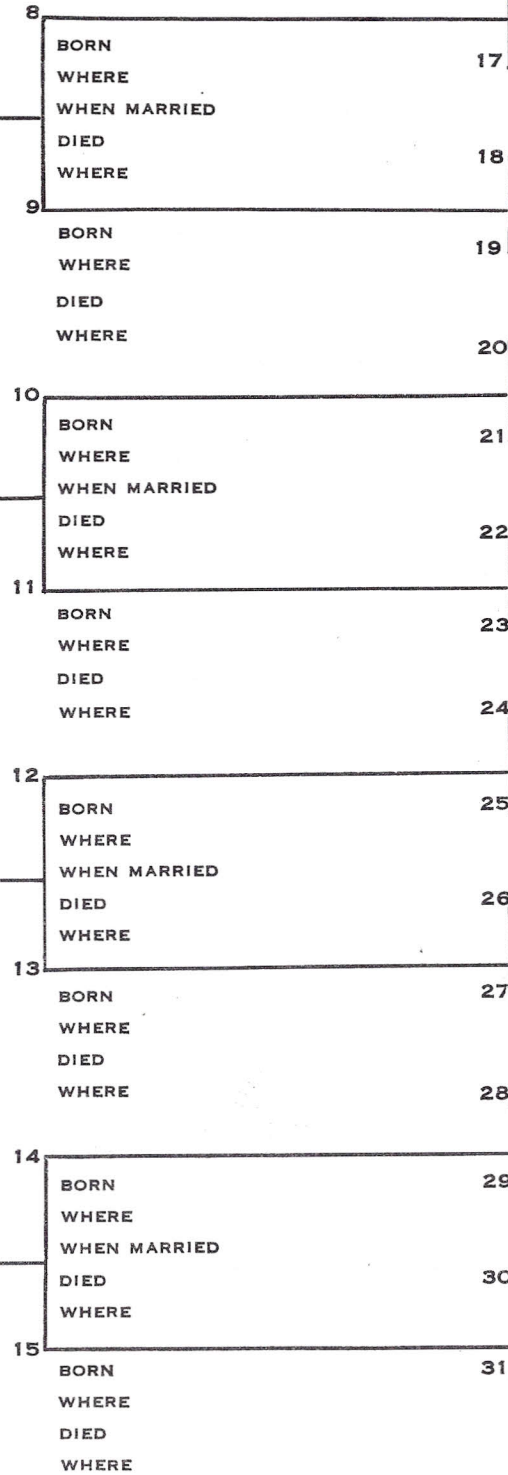 8
BORN
17
WHERE
WHEN MARRIED
DIED
18
WHERE
9
BORN
19
WHERE
DIED
WHERE
20
10
BORN
21
WHERE
WHEN MARRIED
DIED
22
WHERE
11
BORN
23
WHERE
DIED
WHERE
24
12
BORN
25
WHERE
WHEN MARRIED
DIED
26
WHERE
13
BORN
27
WHERE
DIED
WHERE
28
14
BORN
29
WHERE
WHEN MARRIED
DIED
30
WHERE
15
BORN
31
WHERE
DIED
WHERE